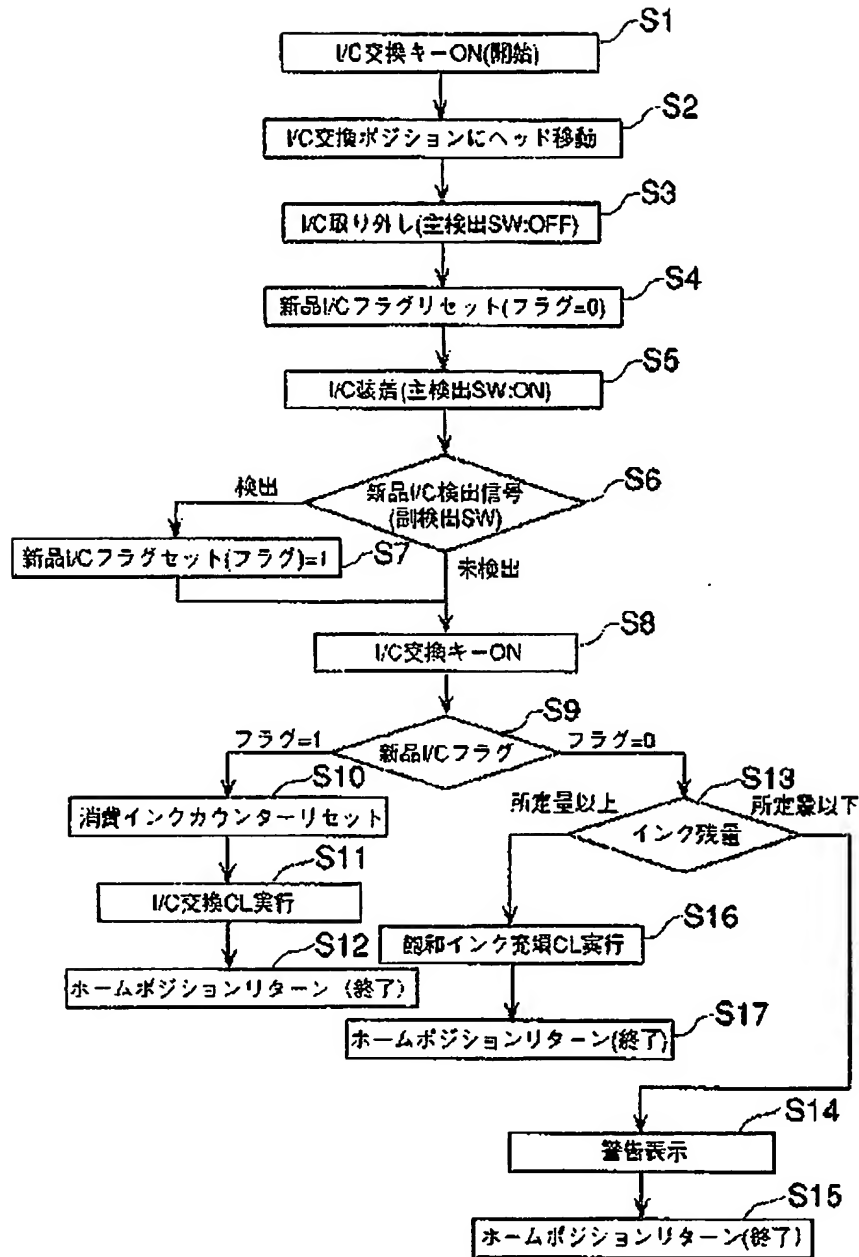 S1
I/C交換キーON(開始)
S2
I/C交換ポジションにヘッド移動
S3
I/C取り外し(主検出SW:OFF)
S4
新品I/Cフラグリセット(フラグ=0)
S5
I/C装着(主検出SW:ON)
S6
検出
新品I/C検出信号
(副検出SW)
S7
新品I/Cフラグセット(フラグ)=1
未検出
S8
I/C交換キーON
S9
フラグ=1
新品I/Cフラグ
フラグ=0
S10
消費インクカウンターリセット
S13
所定量以上
所定量以下
インク残量
S11
I/C交換CL実行
S16
飽和インク充填CL実行
S12
ホームポジションリターン (終了)
S17
ホームポジションリターン(終了)
S14
警告表示
S15
ホームポジションリターン(終了)